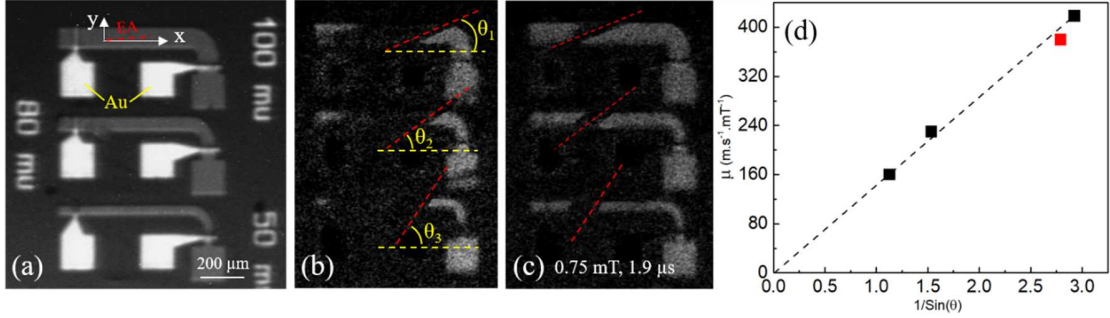 y
EA
x
Au
100 mu
80 mu
50 m
200 µm
(a)
θ1
θ2
θ3
(b)
(c)
0.75 mT, 1.9 µs
(d)
µ (m.s-1.mT-1)
400
320
240
160
80
0
0.0 0.5 1.0 1.5 2.0 2.5 3.0
1/Sin(θ)